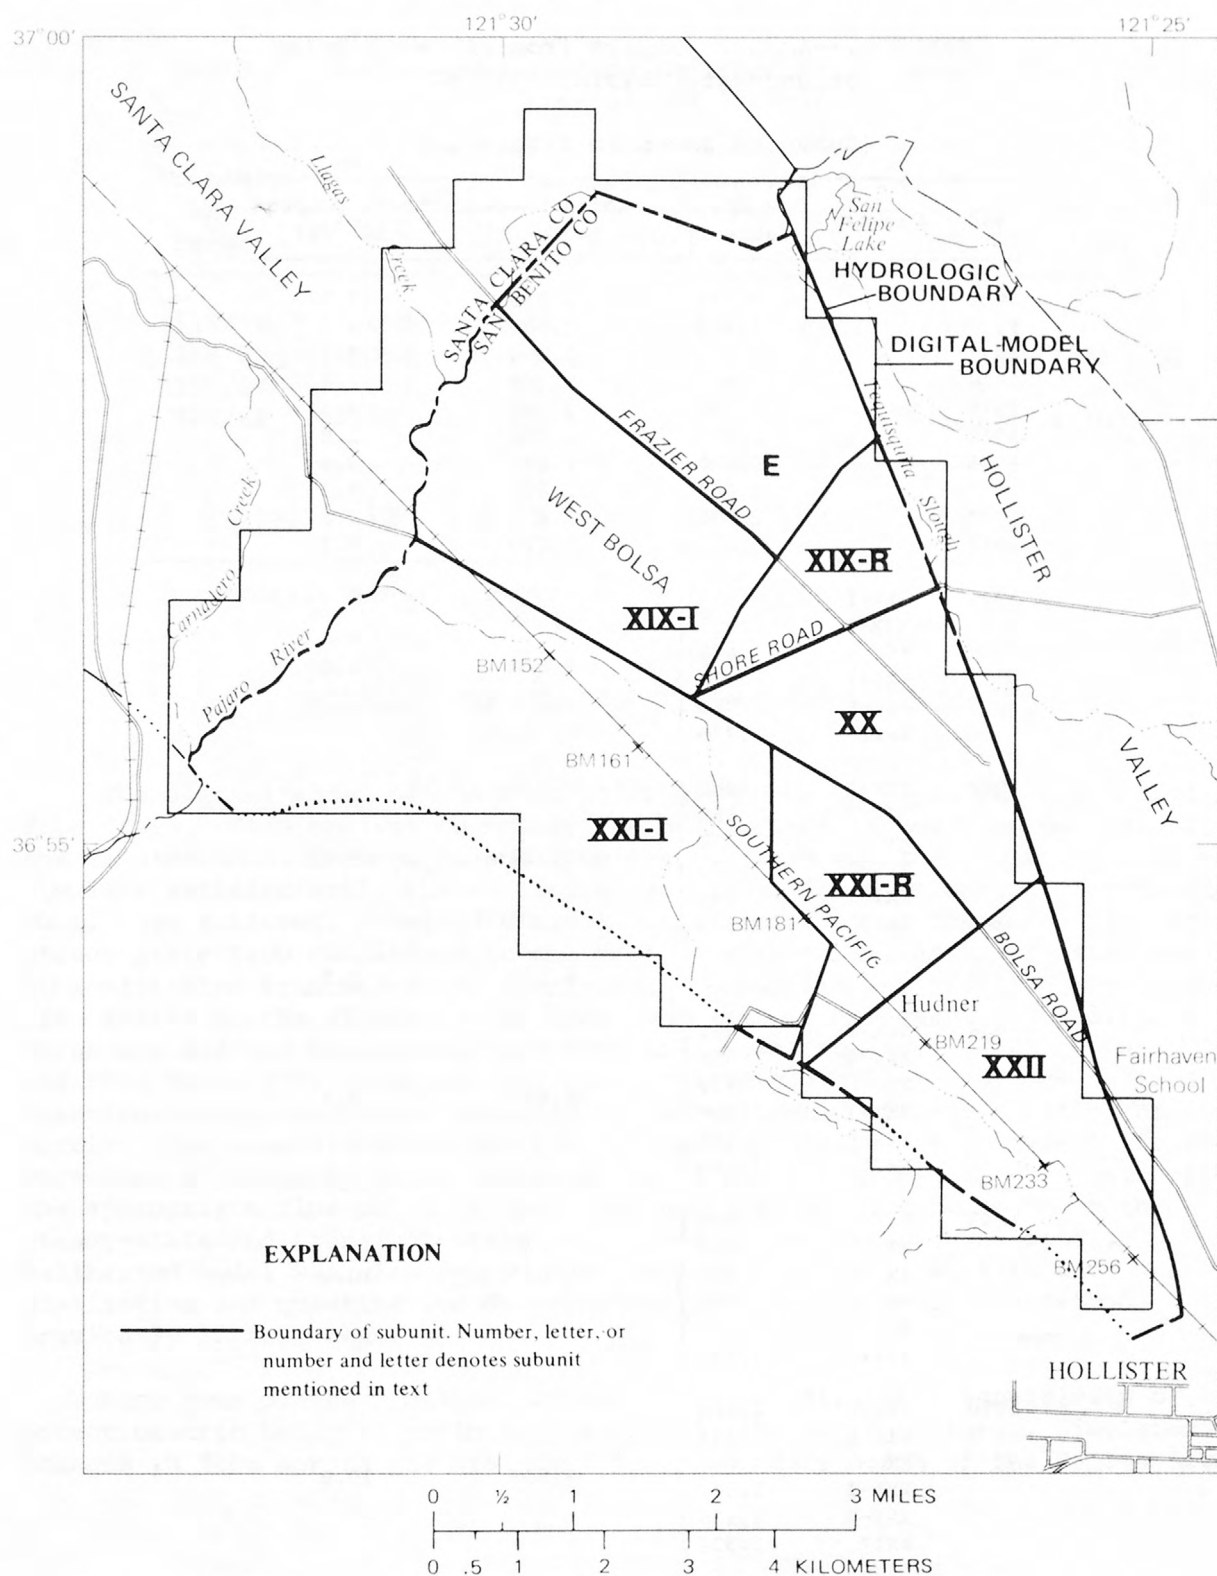 121°30'
121°25'
37°00'
SANTA CLARA VALLEY
Llagas
Creek
SANTA CLARA CO
SAN BENITO CO
San
Felipe
Lake
HYDROLOGIC
BOUNDARY
DIGITAL-MODEL
BOUNDARY
Tequisquita
Slough
FRAZIER ROAD
E
HOLLISTER
VALLEY
WEST BOLSA
XIX-R
XIX-I
Carnadero
Creek
Pajaro
River
SHORE ROAD
BM152
XX
BM161
36°55'
XXI-I
SOUTHERN PACIFIC
XXI-R
BM181
BOLSA ROAD
Hudner
BM219
XXII
Fairhaven
School
BM233
BM256
EXPLANATION
Boundary of subunit. Number, letter, or
number and letter denotes subunit
mentioned in text
HOLLISTER
0 ½ 1 2 3 MILES
0 .5 1 2 3 4 KILOMETERS